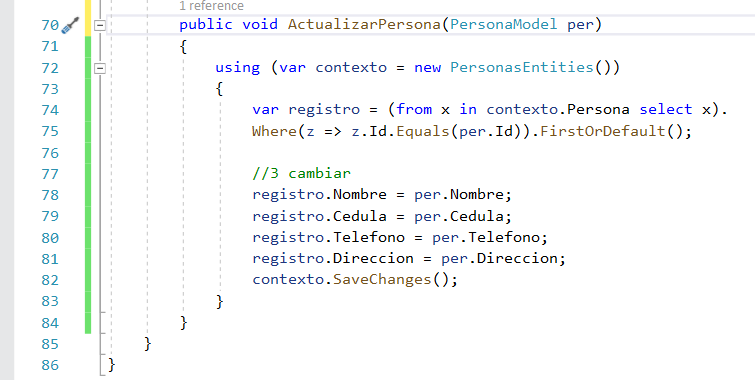 1 reference
70 public void ActualizarPersona(PersonaModel per)
71 {
72 using (var contexto = new PersonasEntities())
73 {
74 var registro = (from x in contexto.Persona select x).
75 Where(z => z.Id.Equals(per.Id)).FirstOrDefault();
76
77 //3 cambiar
78 registro.Nombre = per.Nombre;
79 registro.Cedula = per.Cedula;
80 registro.Telefono = per.Telefono;
81 registro.Direccion = per.Direccion;
82 contexto.SaveChanges();
83 }
84 }
85 }
86 }